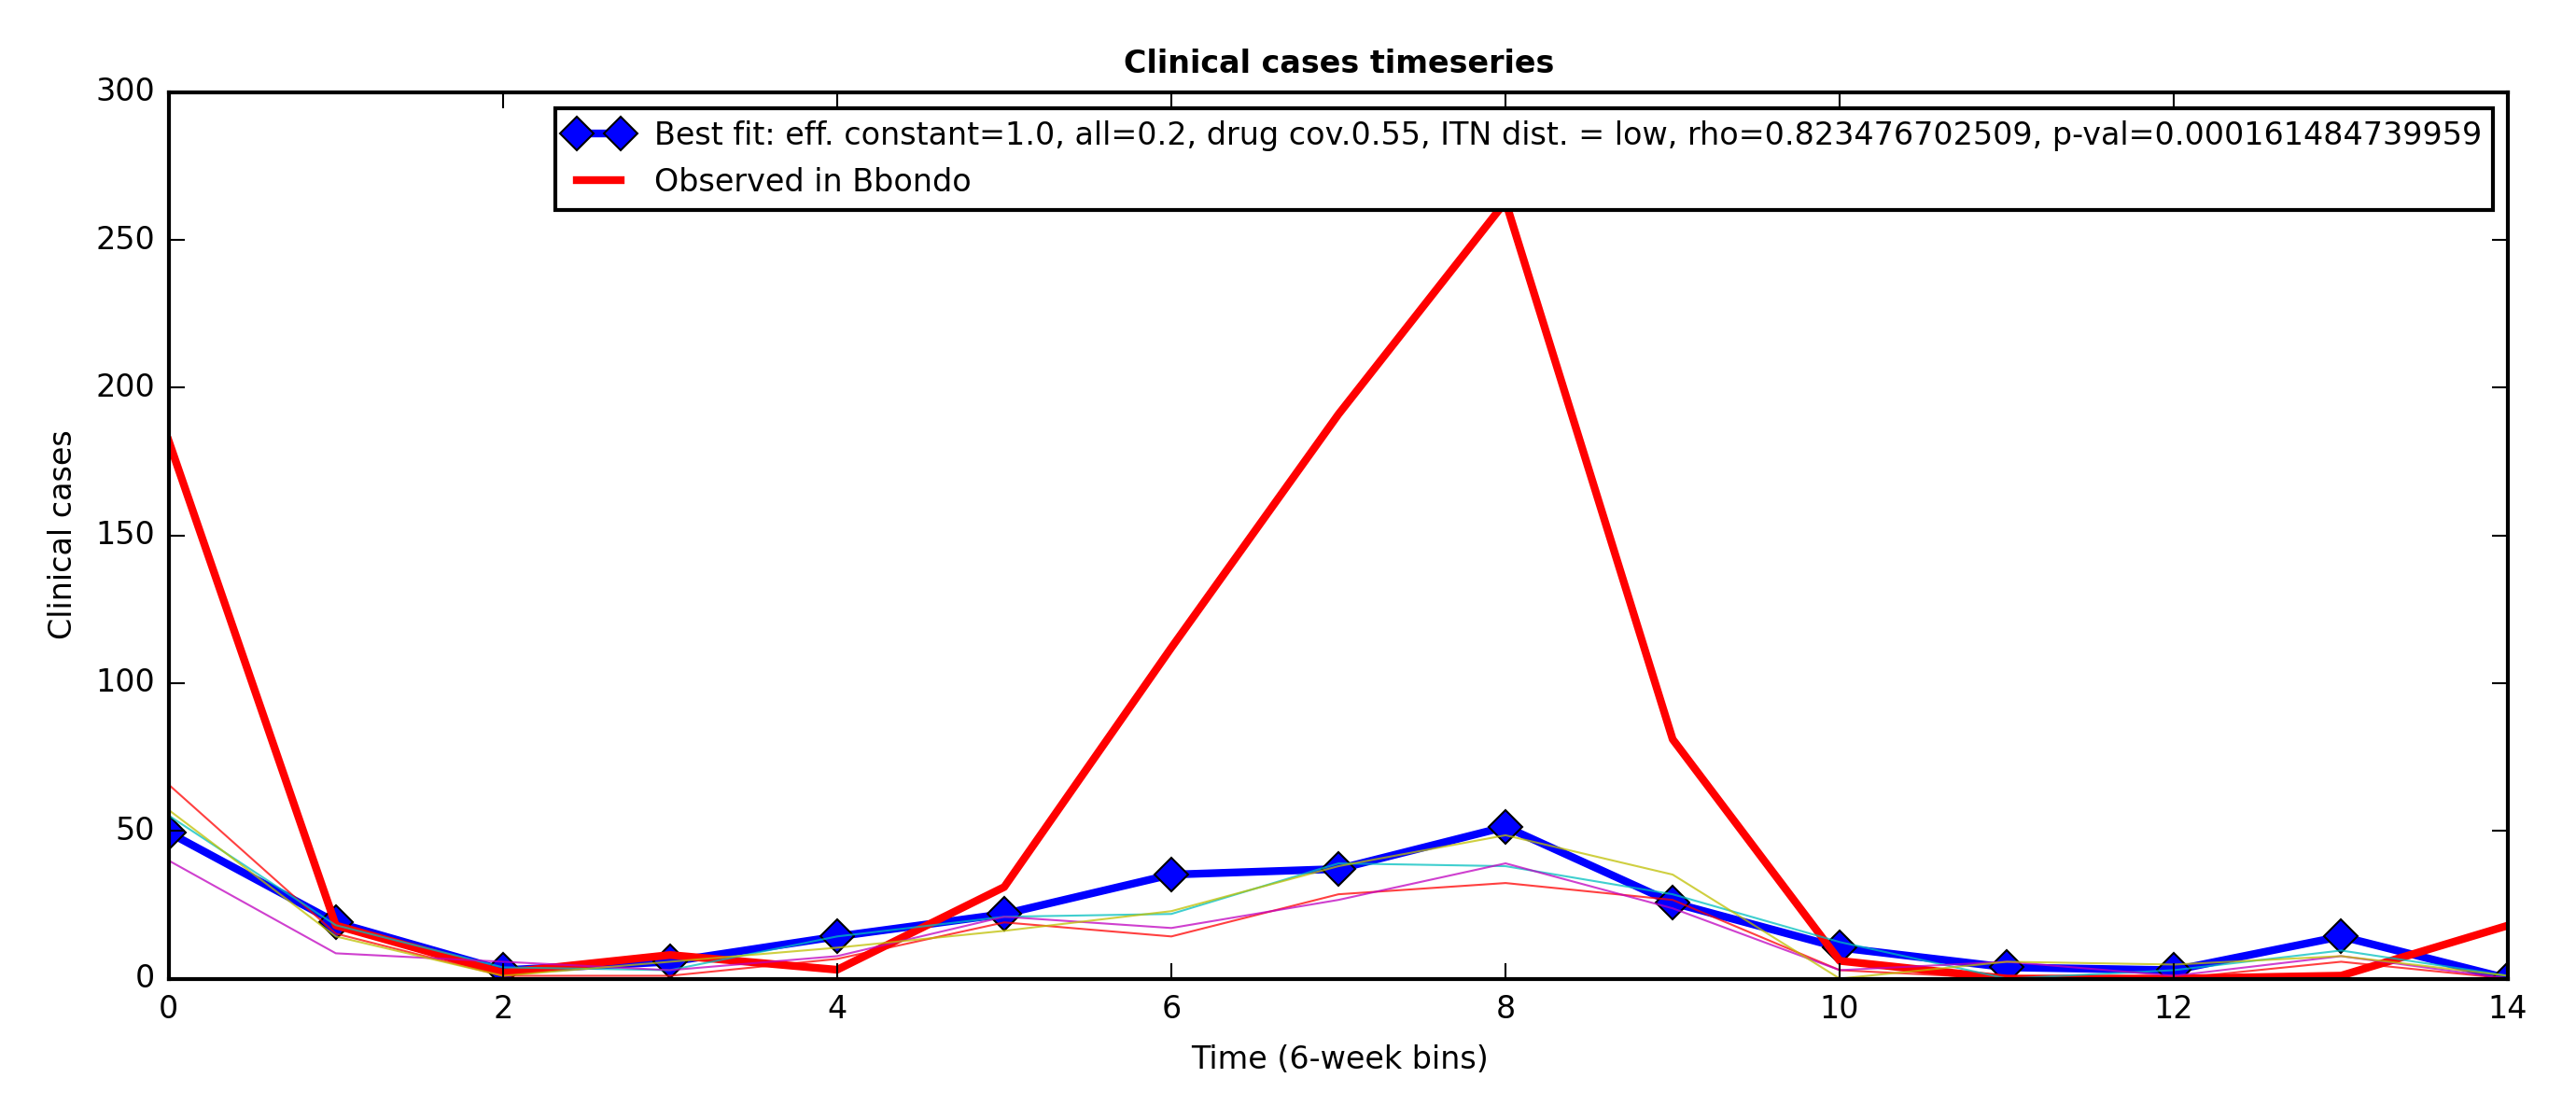 Clinical cases timeseries
300
250
200
150
100
50
0
Clinical cases
Best fit: eff. constant=1.0, all=0.2, drug cov.0.55, ITN dist. = low, rho=0.823476702509, p-val=0.000161484739959
Observed in Bbondo
0 2 4 6 8 10 12 14
Time (6-week bins)